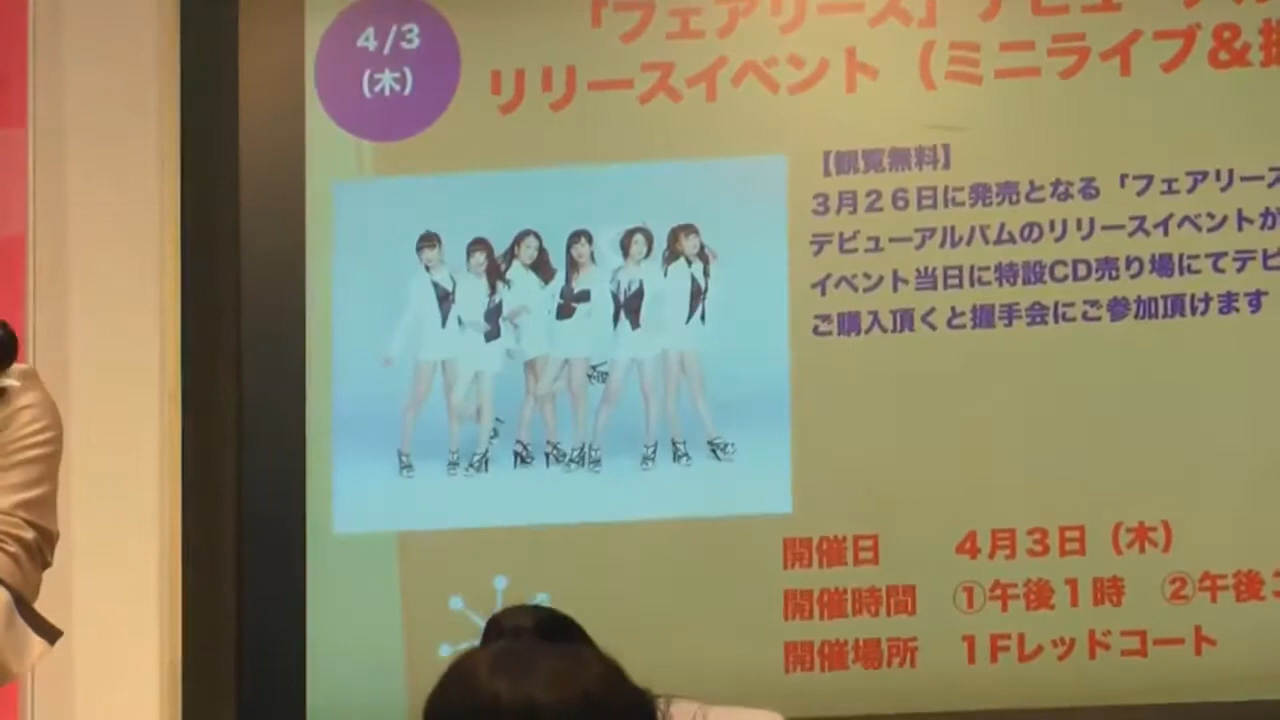 4/3
(木)
「フェアリーズ」デビューアル
リリースイベント（ミニライブ&握
【観覧無料】
3月26日に発売となる「フェアリーズ
デビューアルバムのリリースイベントが
イベント当日に特設CD売り場にてデビ
ご購入頂くと握手会にご参加頂けます
開催日 4月3日（木）
開催時間 ①午後1時 ②午後
開催場所 1Fレッドコート